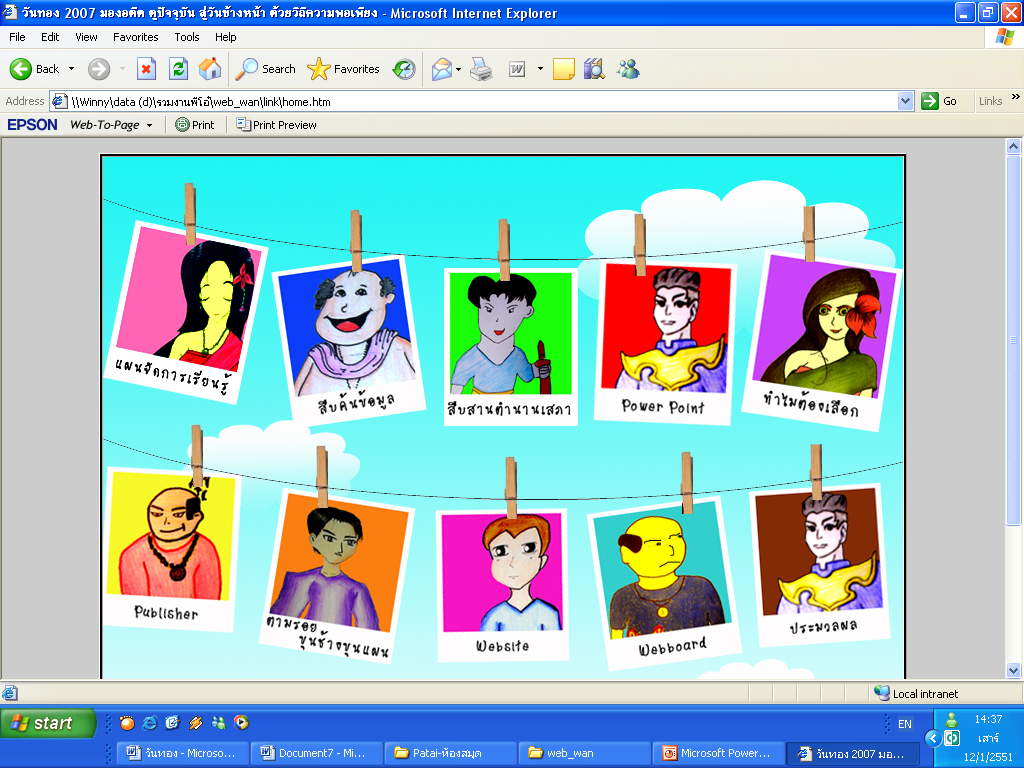 วันทอง 2007 มองอดีต ดูปัจจุบัน สู่วันข้างหน้า ด้วยวิถีความพอเพียง - Microsoft Internet Explorer
File Edit View Favorites Tools Help
Back Search Favorites
Address \\Winny\data (d)\รวมงานพี่โอ๋\web_wan\link\home.htm Go Links »
EPSON Web-To-Page Print Print Preview
แผนจัดการเรียนรู้
สืบค้นข้อมูล
สืบสานตำนานเสภา
Power Point
ทำไมต้องเลือก
Publisher
ตามรอย
ขุนช้างขุนแผน
Website
Webboard
ประมวลผล
Local intranet
start EN 14:37
เสาร์
12/1/2551
วันทอง - Microso... Document7 - Mi... Patai-ห้องสมุด web_wan Microsoft Power... วันทอง 2007 มอ...